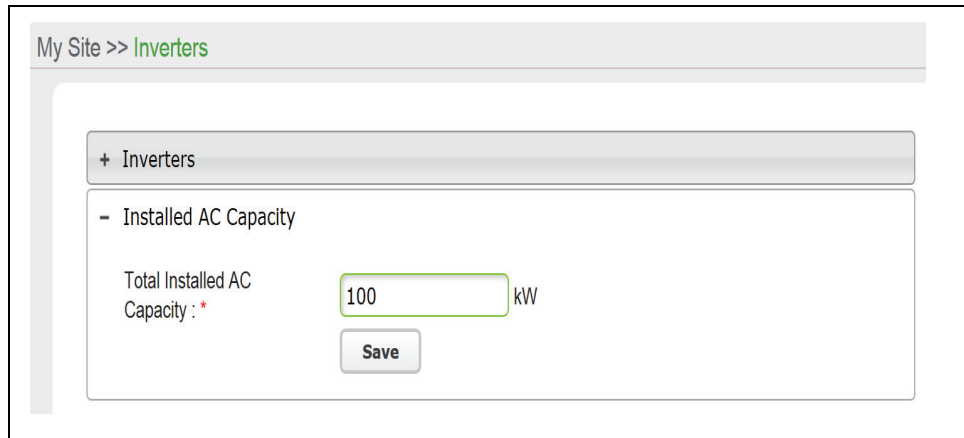 My Site >> Inverters
+ Inverters
– Installed AC Capacity
Total Installed AC
Capacity : *
100 kW
Save